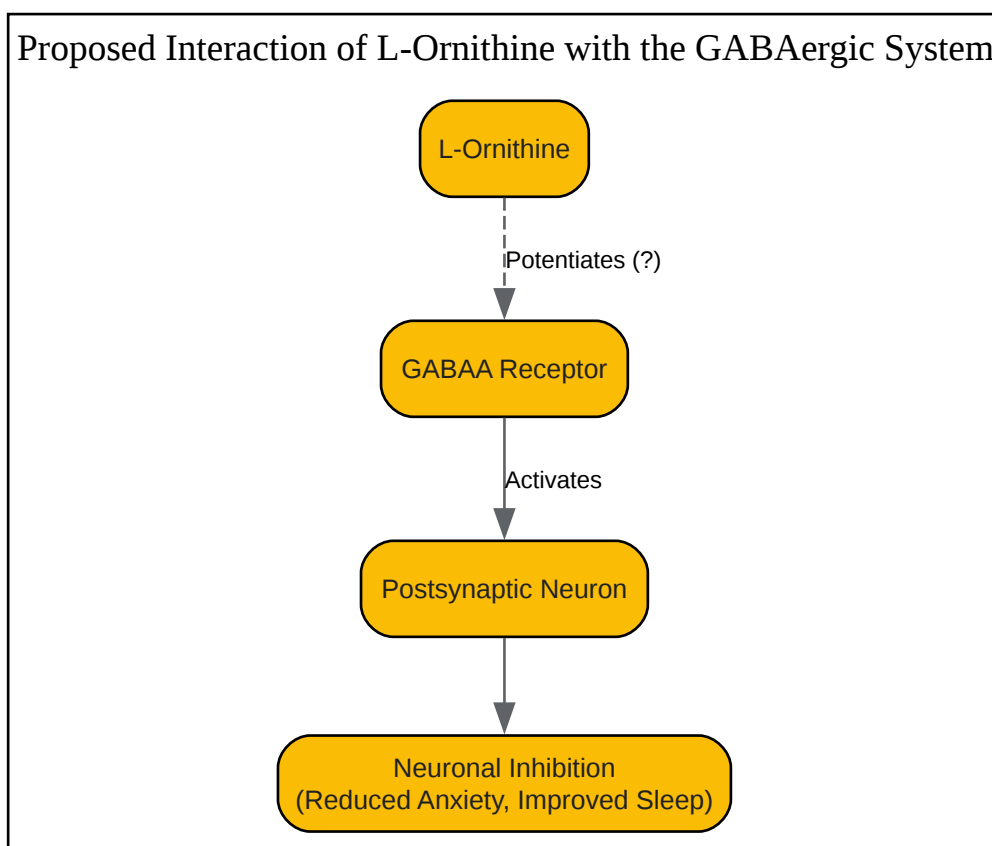 Proposed Interaction of L-Ornithine with the GABAergic System
L-Ornithine
Potentiates (?)
GABAA Receptor
Activates
Postsynaptic Neuron
Neuronal Inhibition
(Reduced Anxiety, Improved Sleep)